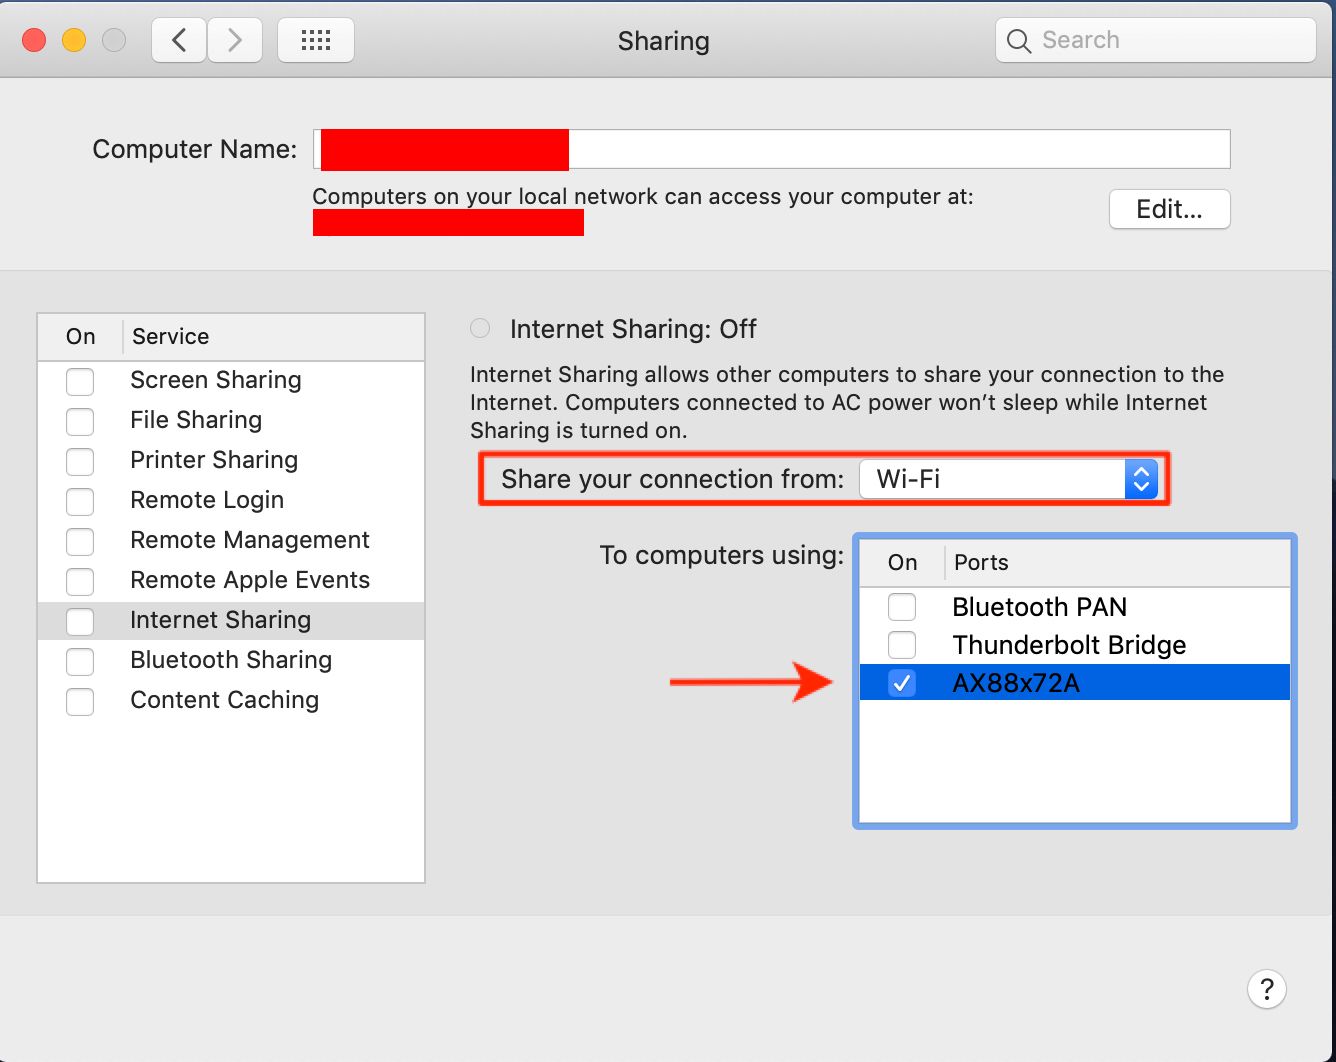 Sharing
Search
Computer Name:
Computers on your local network can access your computer at:
Edit...
On Service
Screen Sharing
File Sharing
Printer Sharing
Remote Login
Remote Management
Remote Apple Events
Internet Sharing
Bluetooth Sharing
Content Caching
Internet Sharing: Off
Internet Sharing allows other computers to share your connection to the
Internet. Computers connected to AC power won’t sleep while Internet
Sharing is turned on.
Share your connection from: Wi-Fi
To computers using:
On Ports
Bluetooth PAN
Thunderbolt Bridge
AX88x72A
?